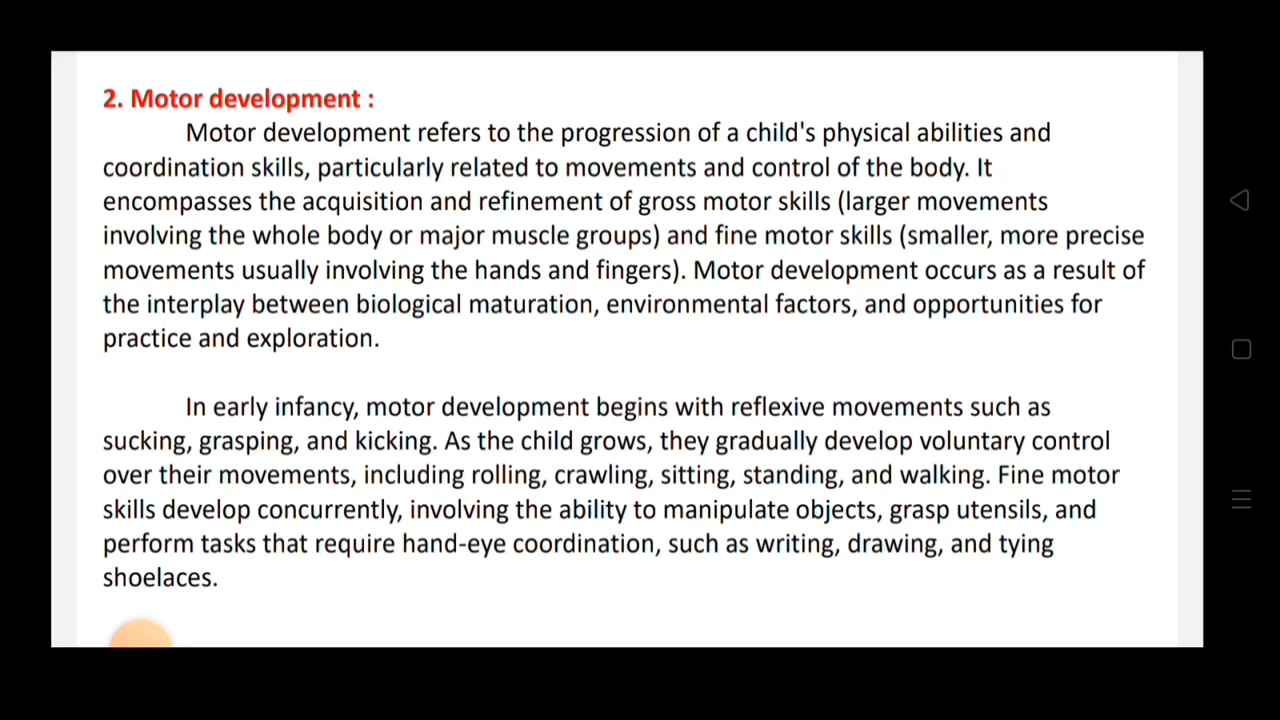 2. Motor development :
Motor development refers to the progression of a child's physical abilities and
coordination skills, particularly related to movements and control of the body. It
encompasses the acquisition and refinement of gross motor skills (larger movements
involving the whole body or major muscle groups) and fine motor skills (smaller, more precise
movements usually involving the hands and fingers). Motor development occurs as a result of
the interplay between biological maturation, environmental factors, and opportunities for
practice and exploration.
In early infancy, motor development begins with reflexive movements such as
sucking, grasping, and kicking. As the child grows, they gradually develop voluntary control
over their movements, including rolling, crawling, sitting, standing, and walking. Fine motor
skills develop concurrently, involving the ability to manipulate objects, grasp utensils, and
perform tasks that require hand-eye coordination, such as writing, drawing, and tying
shoelaces.